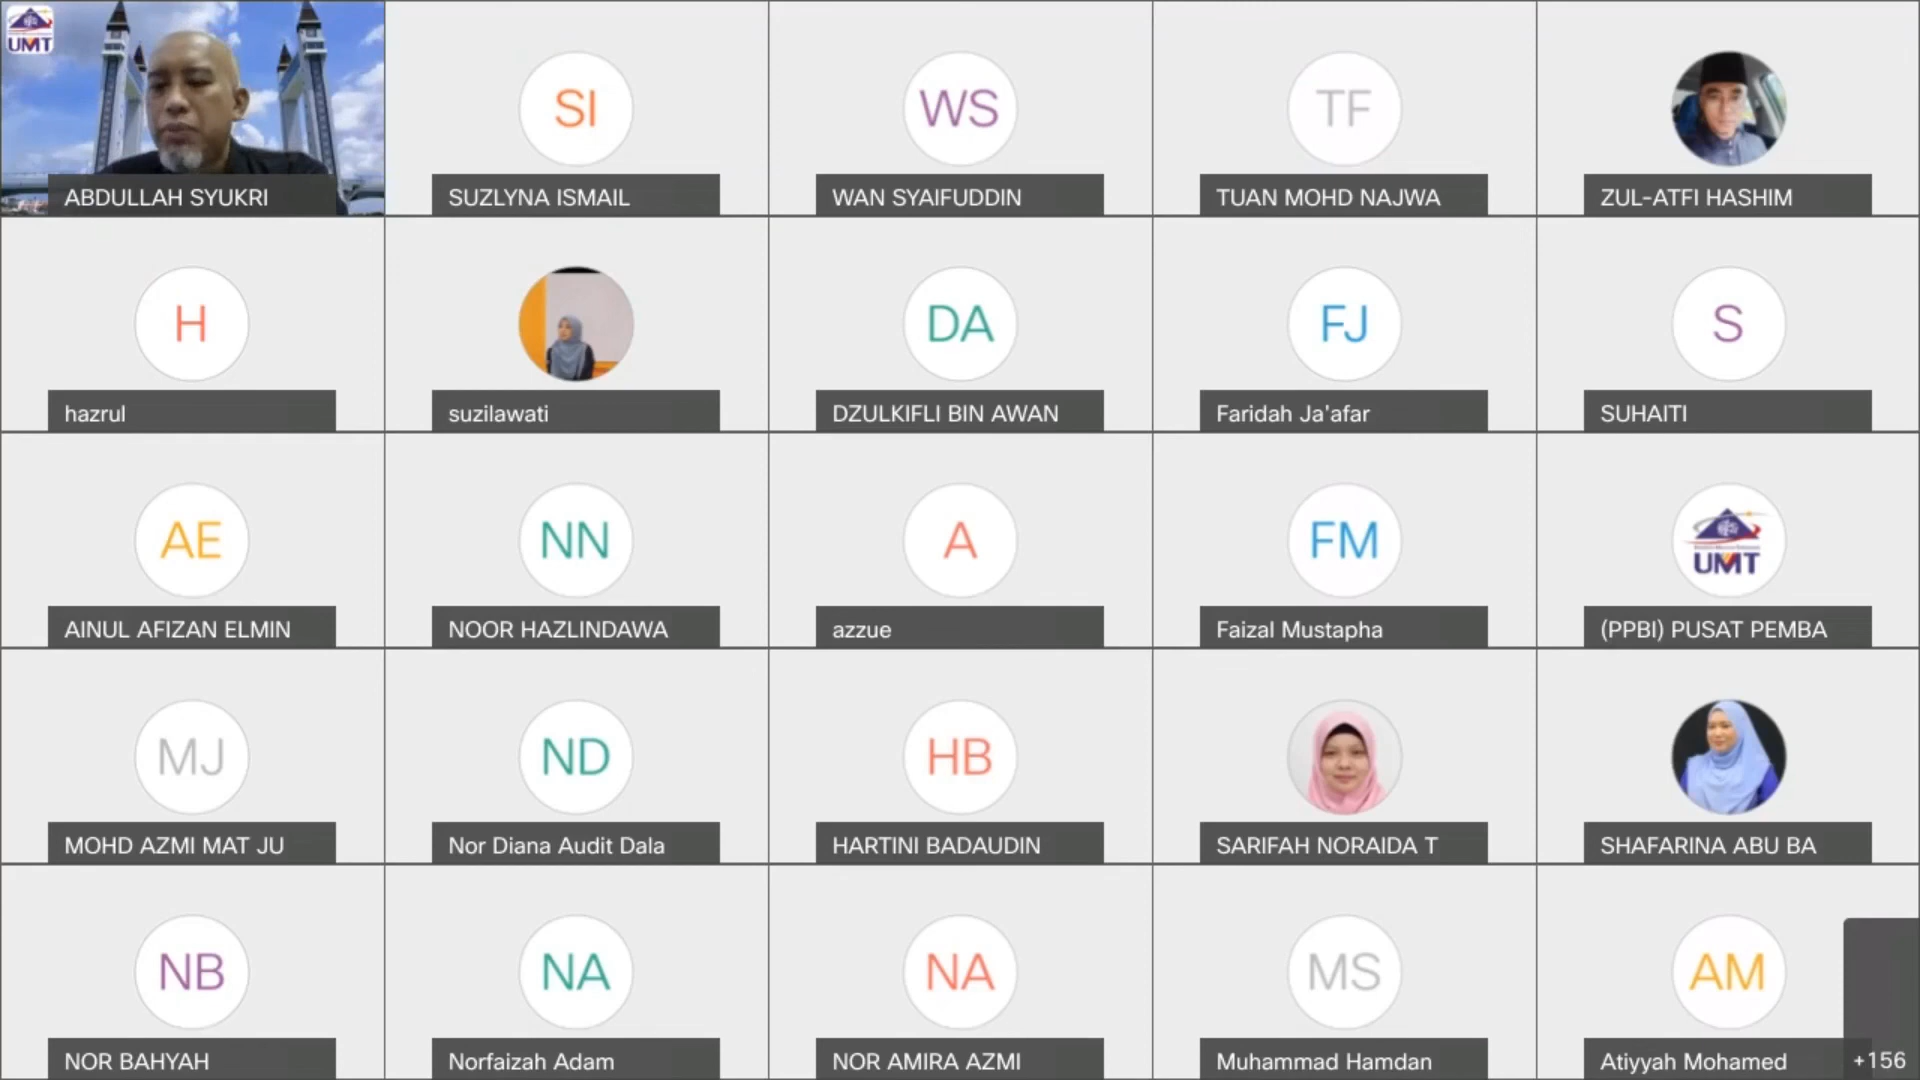 UMT
ABDULLAH SYUKRI
SI
SUZLYNA ISMAIL
WS
WAN SYAIFUDDIN
TF
TUAN MOHD NAJWA
ZUL-ATFI HASHIM
H
hazrul
suzilawati
DA
DZULKIFLI BIN AWAN
FJ
Faridah Ja'afar
S
SUHAITI
AE
AINUL AFIZAN ELMIN
NN
NOOR HAZLINDAWA
A
azzue
FM
Faizal Mustapha
UMT
(PPBI) PUSAT PEMBA
MJ
MOHD AZMI MAT JU
ND
Nor Diana Audit Dala
HB
HARTINI BADAUDIN
SARIFAH NORAIDA T
SHAFARINA ABU BA
NB
NOR BAHYAH
NA
Norfaizah Adam
NA
NOR AMIRA AZMI
MS
Muhammad Hamdan
AM
Atiyyah Mohamed
+156